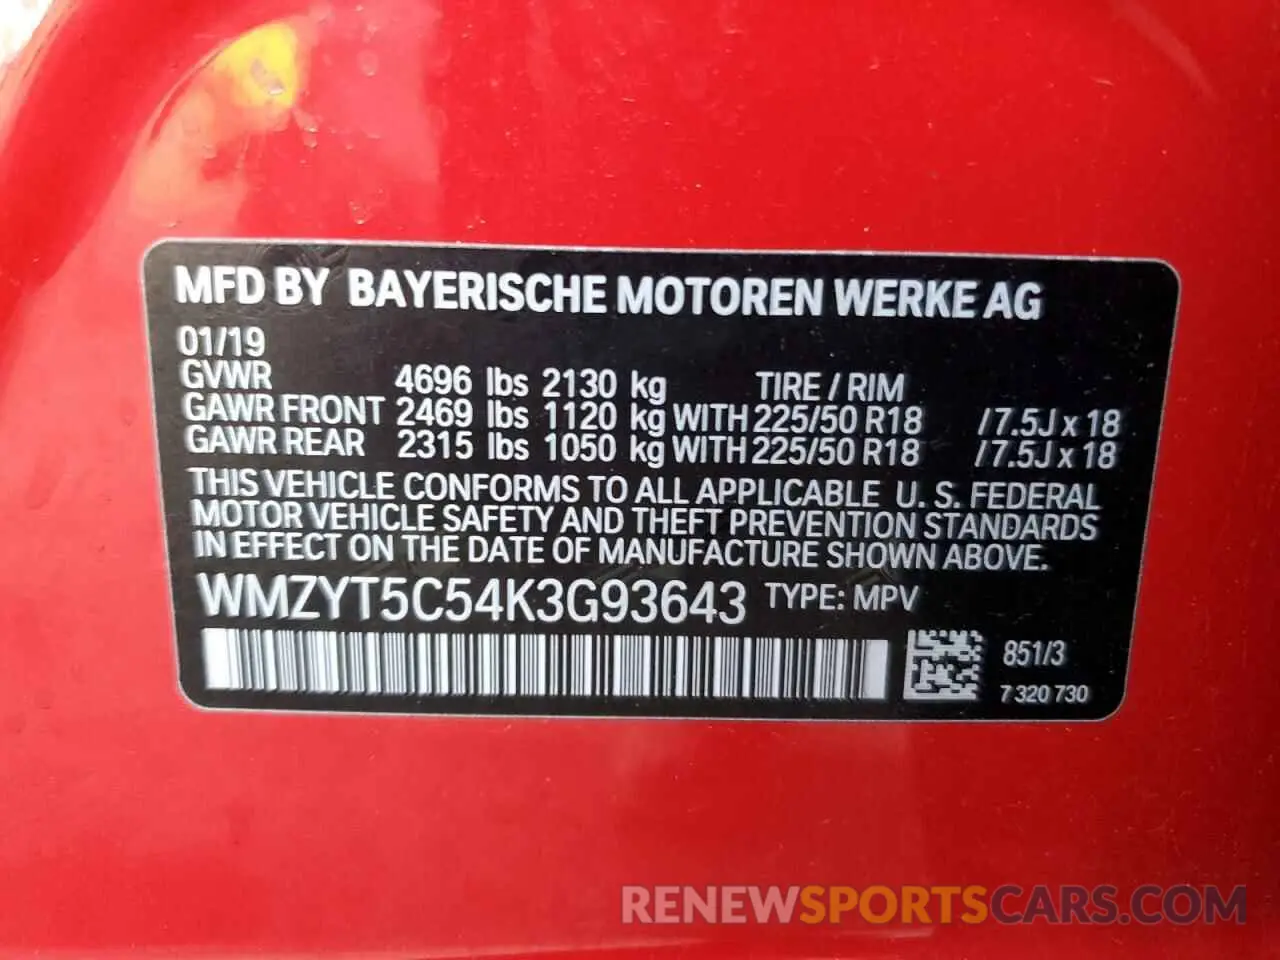 MFD BY BAYERISCHE MOTOREN WERKE AG
01/19
GVWR 4696 lbs 2130 kg TIRE / RIM
GAWR FRONT 2469 lbs 1120 kg WITH 225/50 R18 / 7.5J x 18
GAWR REAR 2315 lbs 1050 kg WITH 225/50 R18 / 7.5J x 18
THIS VEHICLE CONFORMS TO ALL APPLICABLE U. S. FEDERAL
MOTOR VEHICLE SAFETY AND THEFT PREVENTION STANDARDS
IN EFFECT ON THE DATE OF MANUFACTURE SHOWN ABOVE.
WMZYT5C54K3G93643 TYPE: MPV
851/3
7 320 730
RENEWSPORTSCARS.COM